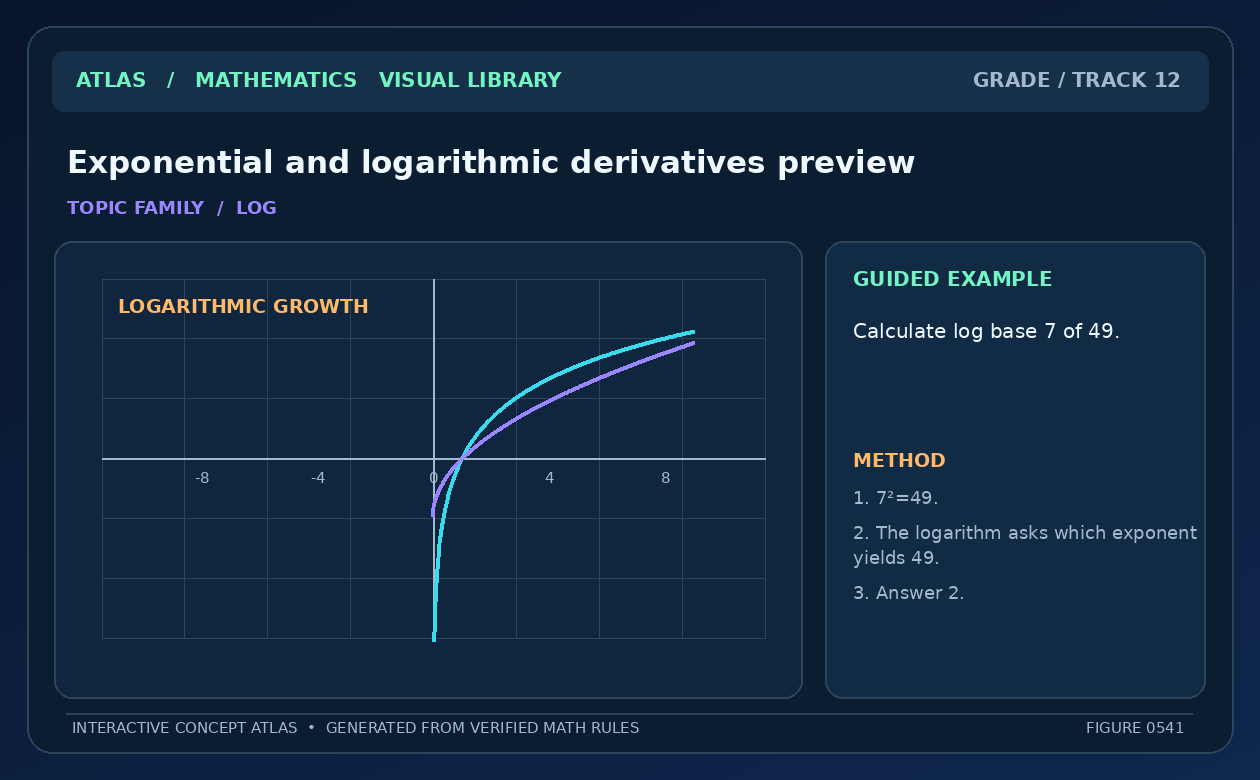 ATLAS / MATHEMATICS VISUAL LIBRARY
GRADE / TRACK 12
Exponential and logarithmic derivatives preview
TOPIC FAMILY / LOG
LOGARITHMIC GROWTH
-8 -4 0 4 8
GUIDED EXAMPLE
Calculate log base 7 of 49.
METHOD
1. 7²=49.
2. The logarithm asks which exponent
yields 49.
3. Answer 2.
INTERACTIVE CONCEPT ATLAS • GENERATED FROM VERIFIED MATH RULES
FIGURE 0541